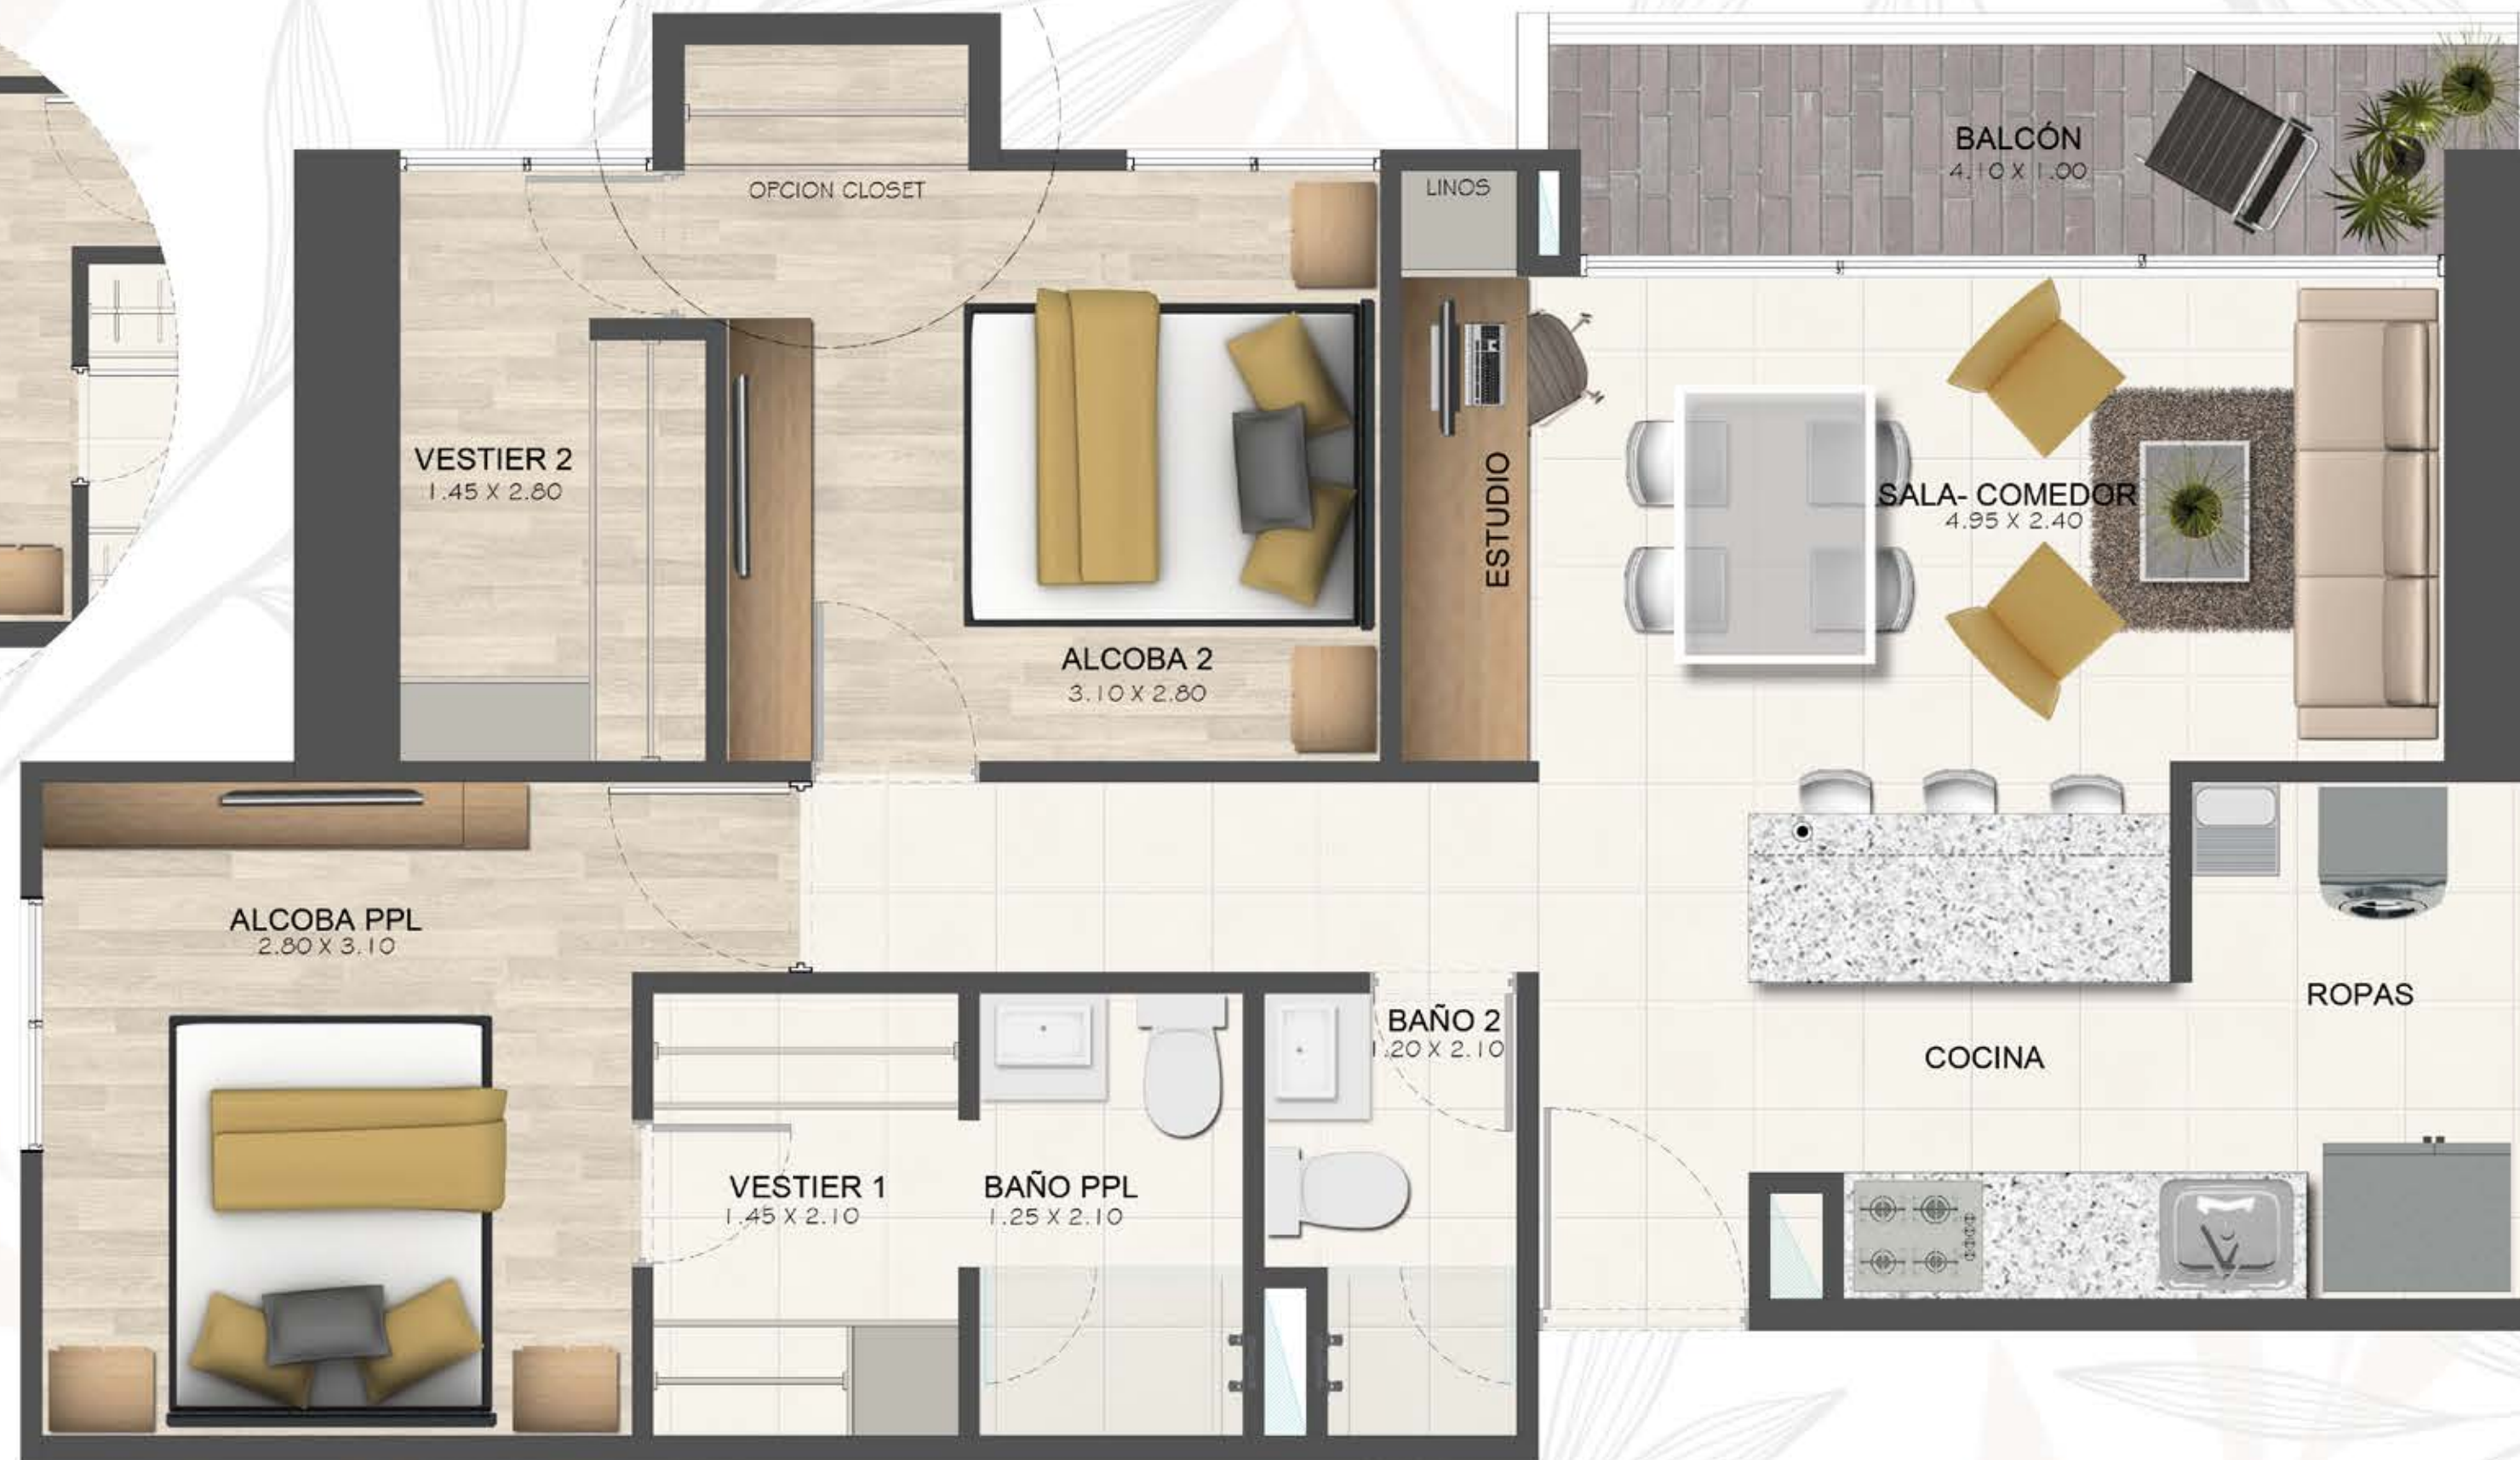 OPCION CLOSET
LINOS
BALCÓN
4.10 X 1.00
VESTIER 2
1.45 X 2.80
ESTUDIO
SALA- COMEDOR
4.95 X 2.40
ALCOBA 2
3.10 X 2.80
ALCOBA PPL
2.80 X 3.10
ROPAS
BAÑO 2
1.20 X 2.10
COCINA
VESTIER 1
1.45 X 2.10
BAÑO PPL
1.25 X 2.10